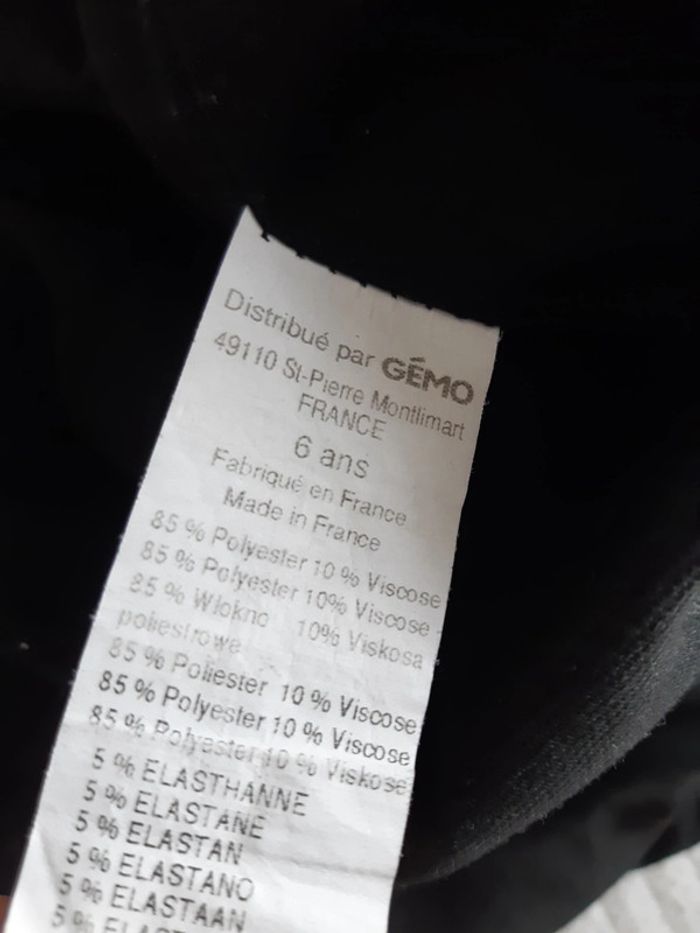 Distribué par GÉMO
49110 St-Pierre Montlimart
FRANCE
6 ans
Fabriqué en France
Made in France
85 % Polyester 10 % Viscose
85 % Polyester 10% Viscose -
85 % Wlokno 10% Viskosa -
poliestrowe
85 % Poliester 10 % Viscose
85 % Polyester 10 % Viscose
85 % Polyester 10 % Viskose
5 % ELASTHANNE
5 % ELASTANE
5 % ELASTAN
5 % ELASTANO
5 % ELASTAAN
5 %